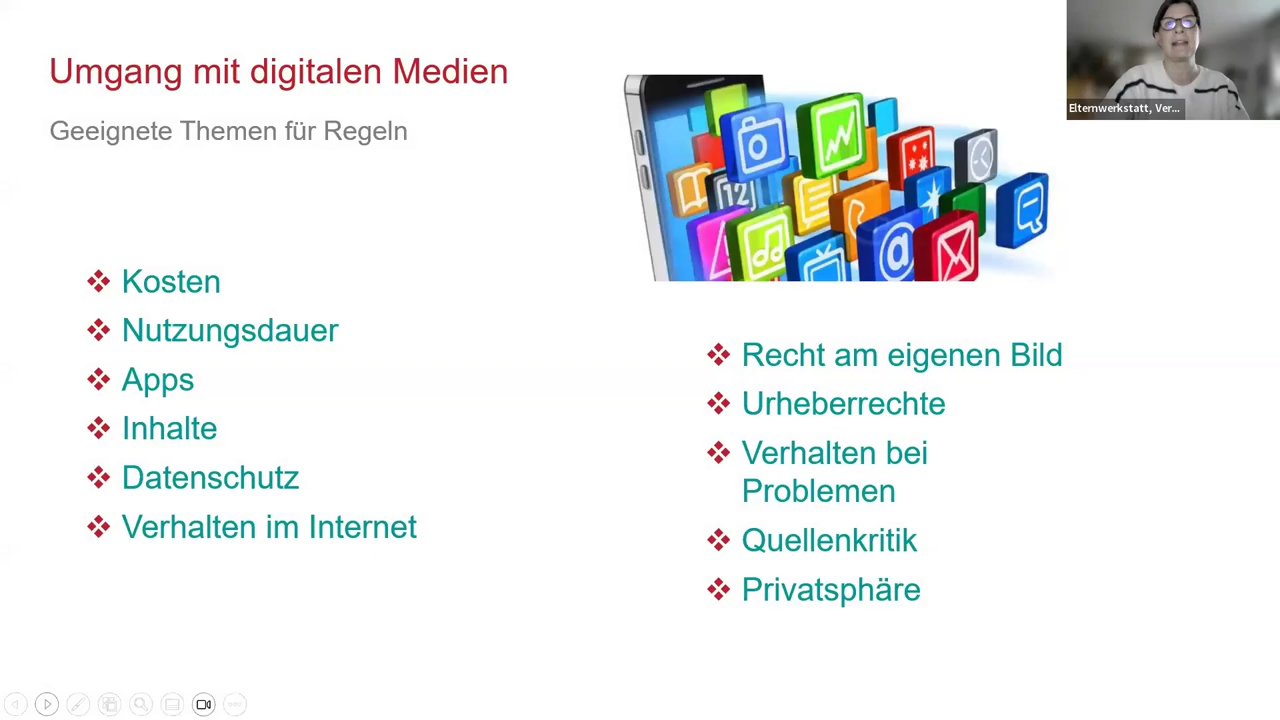 Umgang mit digitalen Medien
Geeignete Themen für Regeln
Elternwerkstatt, Ver...
12
@
❖ Kosten
❖ Nutzungsdauer
❖ Apps
❖ Inhalte
❖ Datenschutz
❖ Verhalten im Internet
❖ Recht am eigenen Bild
❖ Urheberrechte
❖ Verhalten bei
Problemen
❖ Quellenkritik
❖ Privatsphäre